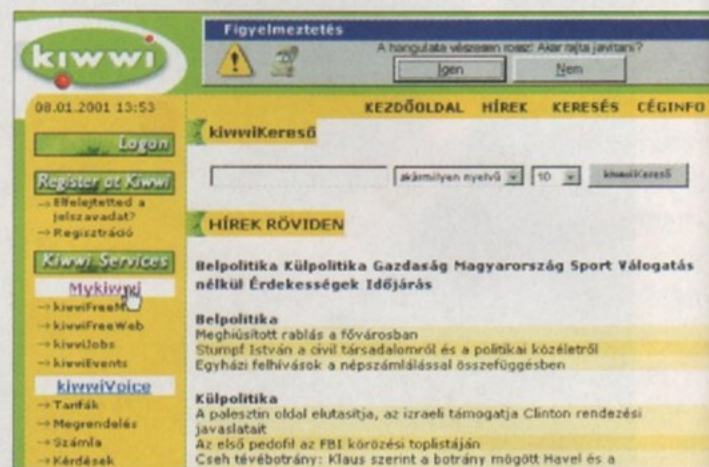 kiwwi
Figyelmeztetés
A hangulata vészesen rossz! Akar rajta javítani?
Igen
Nem
08.01.2001 13:53
KEZDŐOLDAL HÍREK KERESÉS CÉGINFO
Logon
Register at Kiwwi
→ Elfelejtetted a
jelszavadat?
→ Regisztráció
Kiwwi Services
Mykiwwi
→ kiwwiFreeM
→ kiwwiFreeWeb
→ kiwwiJobs
→ kiwwiEvents
kiwwiVoice
→ Tarifák
→ Megrendelés
→ Számla
→ Kérdések
kiwwiKereső
akármilyen nyelvű 10 kiwwiKereső
HÍREK RÖVIDEN
Belpolitika Külpolitika Gazdaság Magyarország Sport Válogatás
nélkül Érdekességek Időjárás
Belpolitika
Meghiúsított rablás a fővárosban
Stumpf István a civil társadalomról és a politikai közéletről
Egyházi felhívások a népszámlálással összefüggésben
Külpolitika
A palesztin oldal elutasítja, az izraeli támogatja Clinton rendezési
javaslatait
Az első pedofil az FBI körözési toplistáján
Cseh tévébotrány: Klaus szerint a botrány mögött Havel és a